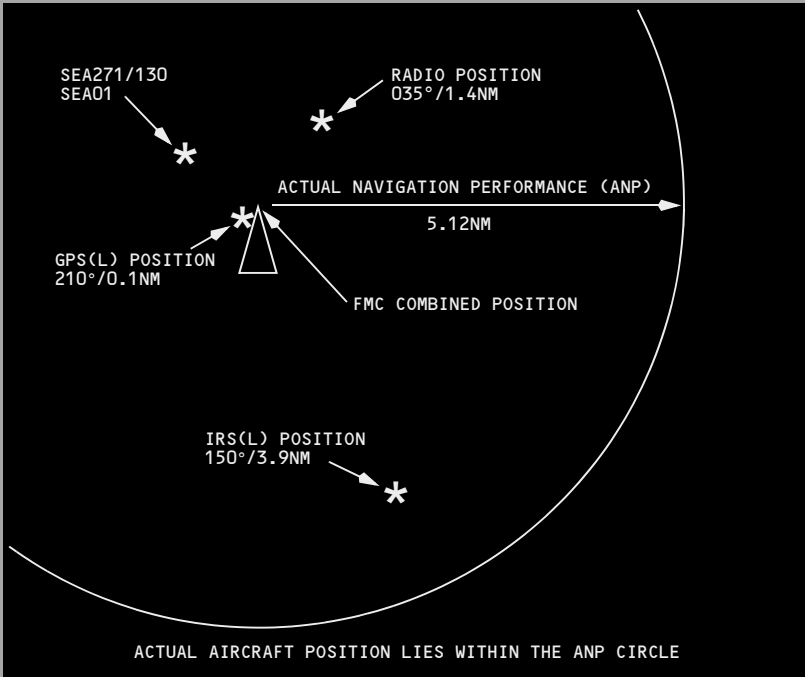 SEA271/130
SEA01
RADIO POSITION
035°/1.4NM
ACTUAL NAVIGATION PERFORMANCE (ANP)
5.12NM
GPS(L) POSITION
210°/0.1NM
FMC COMBINED POSITION
IRS(L) POSITION
150°/3.9NM
ACTUAL AIRCRAFT POSITION LIES WITHIN THE ANP CIRCLE